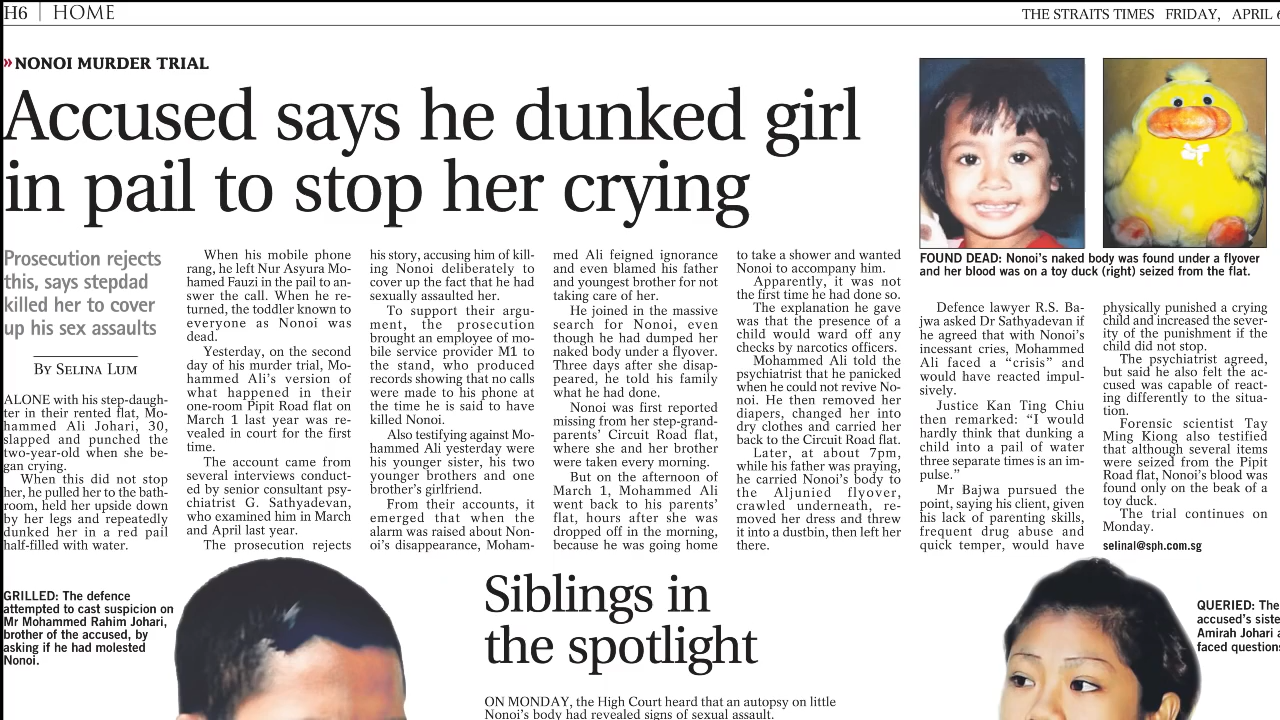 H6 | HOME
THE STRAITS TIMES FRIDAY, APRIL 6
» NONOI MURDER TRIAL
Accused says he dunked girl
in pail to stop her crying
Prosecution rejects
this, says stepdad
killed her to cover
up his sex assaults
BY SELINA LUM
ALONE with his step-daugh-
ter in their rented flat, Mo-
hammed Ali Johari, 30,
slapped and punched the
two-year-old when she be-
gan crying.
When this did not stop
her, he pulled her to the bath-
room, held her upside down
by her legs and repeatedly
dunked her in a red pail
half-filled with water.
When his mobile phone
rang, he left Nur Asyura Mo-
hamed Fauzi in the pail to an-
swer the call. When he re-
turned, the toddler known to
everyone as Nonoi was
dead.
Yesterday, on the second
day of his murder trial, Mo-
hammed Ali's version of
what happened in their
one-room Pipit Road flat on
March 1 last year was re-
vealed in court for the first
time.
The account came from
several interviews conduct-
ed by senior consultant psy-
chiatrist G. Sathyadevan,
who examined him in March
and April last year.
The prosecution rejects
his story, accusing him of kill-
ing Nonoi deliberately to
cover up the fact that he had
sexually assaulted her.
To support their argu-
ment, the prosecution
brought an employee of mo-
bile service provider M1 to
the stand, who produced
records showing that no calls
were made to his phone at
the time he is said to have
killed Nonoi.
Also testifying against Mo-
hammed Ali yesterday were
his younger sister, his two
younger brothers and one
brother's girlfriend.
From their accounts, it
emerged that when the
alarm was raised about Non-
oi's disappearance, Moham-
med Ali feigned ignorance
and even blamed his father
and youngest brother for not
taking care of her.
He joined in the massive
search for Nonoi, even
though he had dumped her
naked body under a flyover.
Three days after she disap-
peared, he told his family
what he had done.
Nonoi was first reported
missing from her step-grand-
parents' Circuit Road flat,
where she and her brother
were taken every morning.
But on the afternoon of
March 1, Mohammed Ali
went back to his parents'
flat, hours after she was
dropped off in the morning,
because he was going home
to take a shower and wanted
Nonoi to accompany him.
Apparently, it was not
the first time he had done so.
The explanation he gave
was that the presence of a
child would ward off any
checks by narcotics officers.
Mohammed Ali told the
psychiatrist that he panicked
when he could not revive No-
noi. He then removed her
diapers, changed her into
dry clothes and carried her
back to the Circuit Road flat.
Later, at about 7pm,
while his father was praying,
he carried Nonoi's body to
the Aljunied flyover,
crawled underneath, re-
moved her dress and threw
it into a dustbin, then left her
there.
FOUND DEAD: Nonoi's naked body was found under a flyover
and her blood was on a toy duck (right) seized from the flat.
Defence lawyer R.S. Ba-
jwa asked Dr Sathyadevan if
he agreed that with Nonoi's
incessant cries, Mohammed
Ali faced a “crisis” and
would have reacted impul-
sively.
Justice Kan Ting Chiu
then remarked: “I would
hardly think that dunking a
child into a pail of water
three separate times is an im-
pulse.”
Mr Bajwa pursued the
point, saying his client, given
his lack of parenting skills,
frequent drug abuse and
quick temper, would have
physically punished a crying
child and increased the sever-
ity of the punishment if the
child did not stop.
The psychiatrist agreed,
but said he also felt the ac-
cused was capable of react-
ing differently to the situa-
tion.
Forensic scientist Tay
Ming Kiong also testified
that although several items
were seized from the Pipit
Road flat, Nonoi's blood was
found only on the beak of a
toy duck.
The trial continues on
Monday.
selinal@sph.com.sg
GRILLED: The defence
attempted to cast suspicion on
Mr Mohammed Rahim Johari,
brother of the accused, by
asking if he had molested
Nonoi.
Siblings in
the spotlight
ON MONDAY, the High Court heard that an autopsy on little
Nonoi's body had revealed signs of sexual assault.
QUERIED: The
accused's siste
Amirah Johari a
faced questions